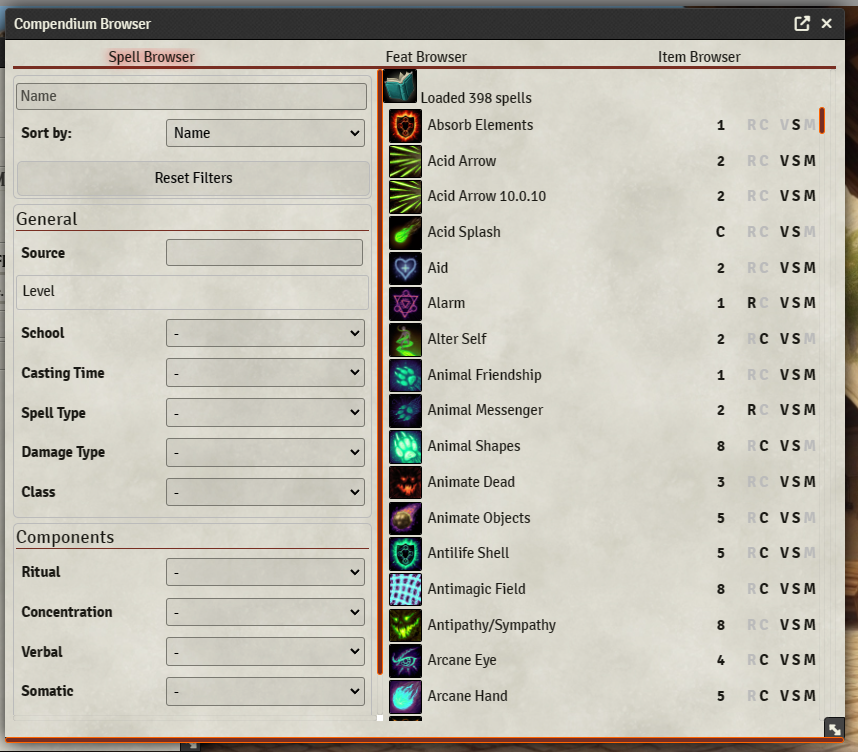 Compendium Browser
Spell Browser Feat Browser Item Browser
Name
Sort by: Name
Reset Filters
General
Source
Level
School -
Casting Time -
Spell Type -
Damage Type -
Class -
Components
Ritual -
Concentration -
Verbal -
Somatic -
Loaded 398 spells
Absorb Elements 1 R C V S M
Acid Arrow 2 R C V S M
Acid Arrow 10.0.10 2 R C V S M
Acid Splash C R C V S M
Aid 2 R C V S M
Alarm 1 R C V S M
Alter Self 2 R C V S M
Animal Friendship 1 R C V S M
Animal Messenger 2 R C V S M
Animal Shapes 8 R C V S M
Animate Dead 3 R C V S M
Animate Objects 5 R C V S M
Antilife Shell 5 R C V S M
Antimagic Field 8 R C V S M
Antipathy/Sympathy 8 R C V S M
Arcane Eye 4 R C V S M
Arcane Hand 5 R C V S M